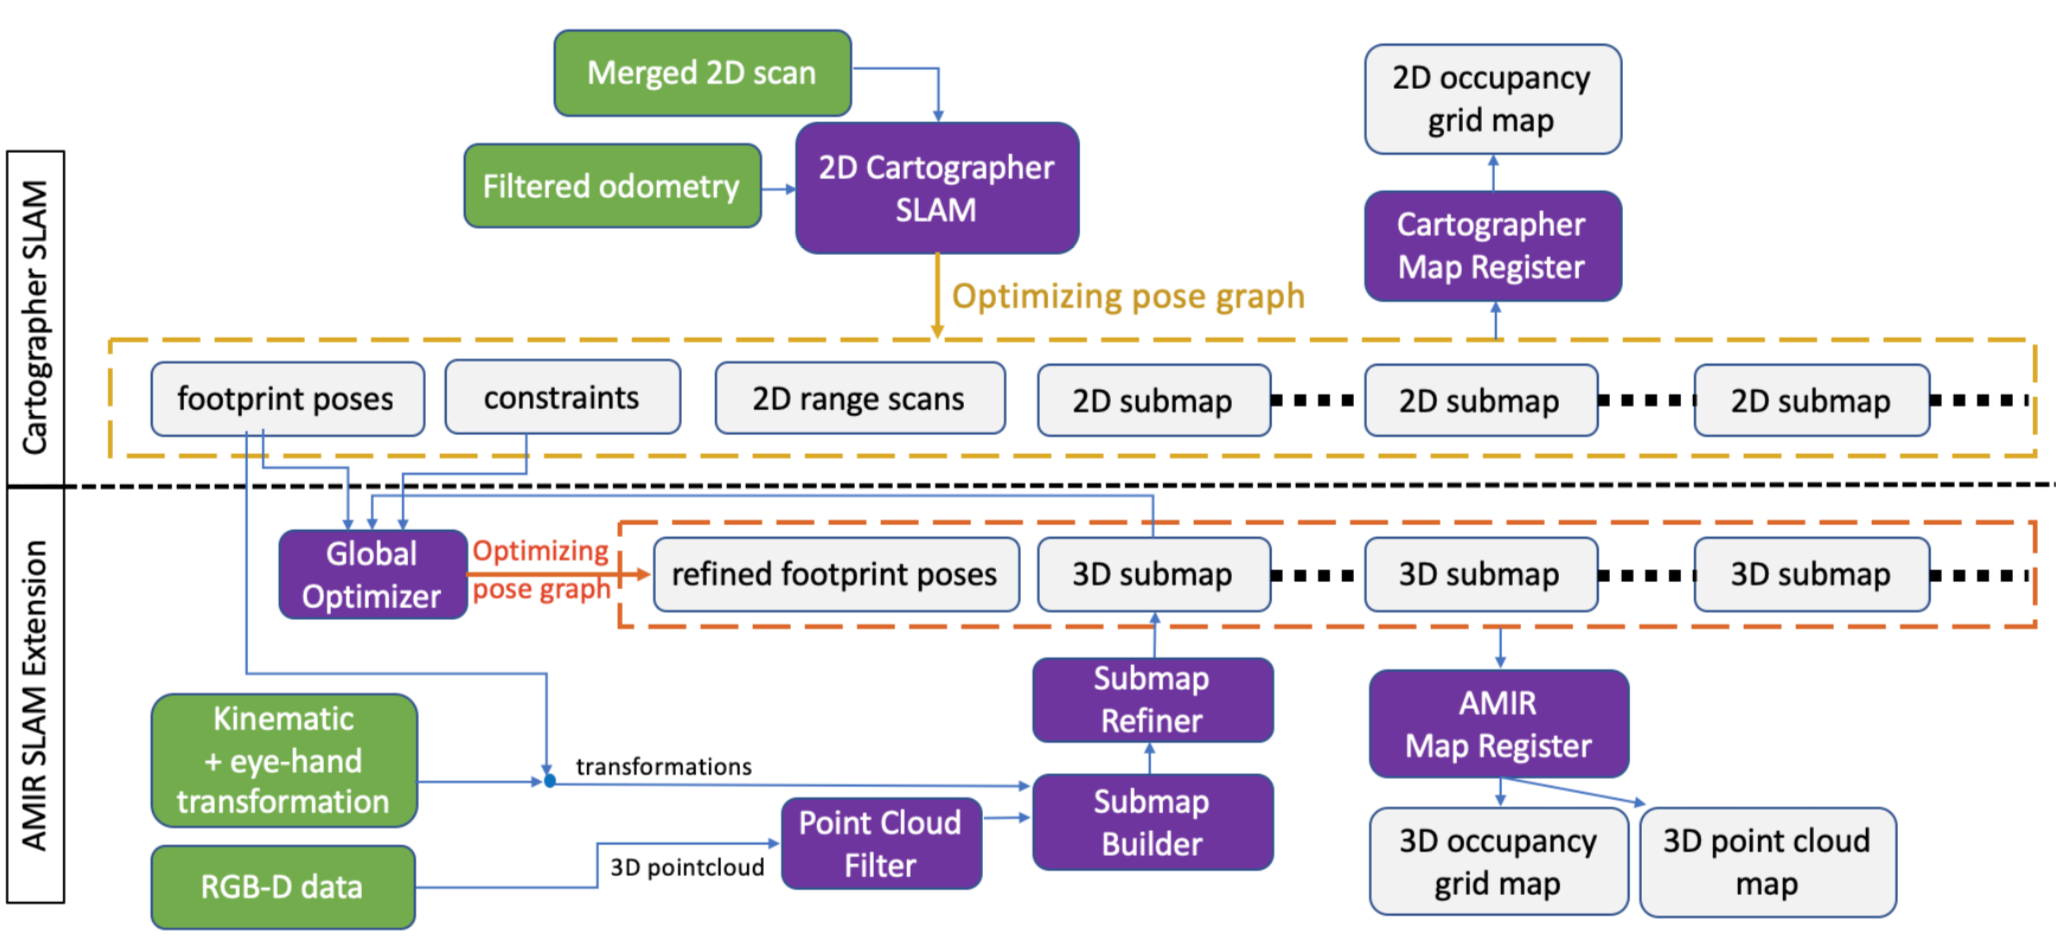 Merged 2D scan
Filtered odometry
2D Cartographer
SLAM
2D occupancy
grid map
Cartographer
Map Register
Cartographer SLAM
Optimizing pose graph
footprint poses
constraints
2D range scans
2D submap
2D submap
2D submap
AMIR SLAM Extension
Global
Optimizer
Optimizing
pose graph
refined footprint poses
3D submap
3D submap
3D submap
Submap
Refiner
AMIR
Map Register
Kinematic
+ eye-hand
transformation
transformations
Submap
Builder
Point Cloud
Filter
3D pointcloud
RGB-D data
3D occupancy
grid map
3D point cloud
map